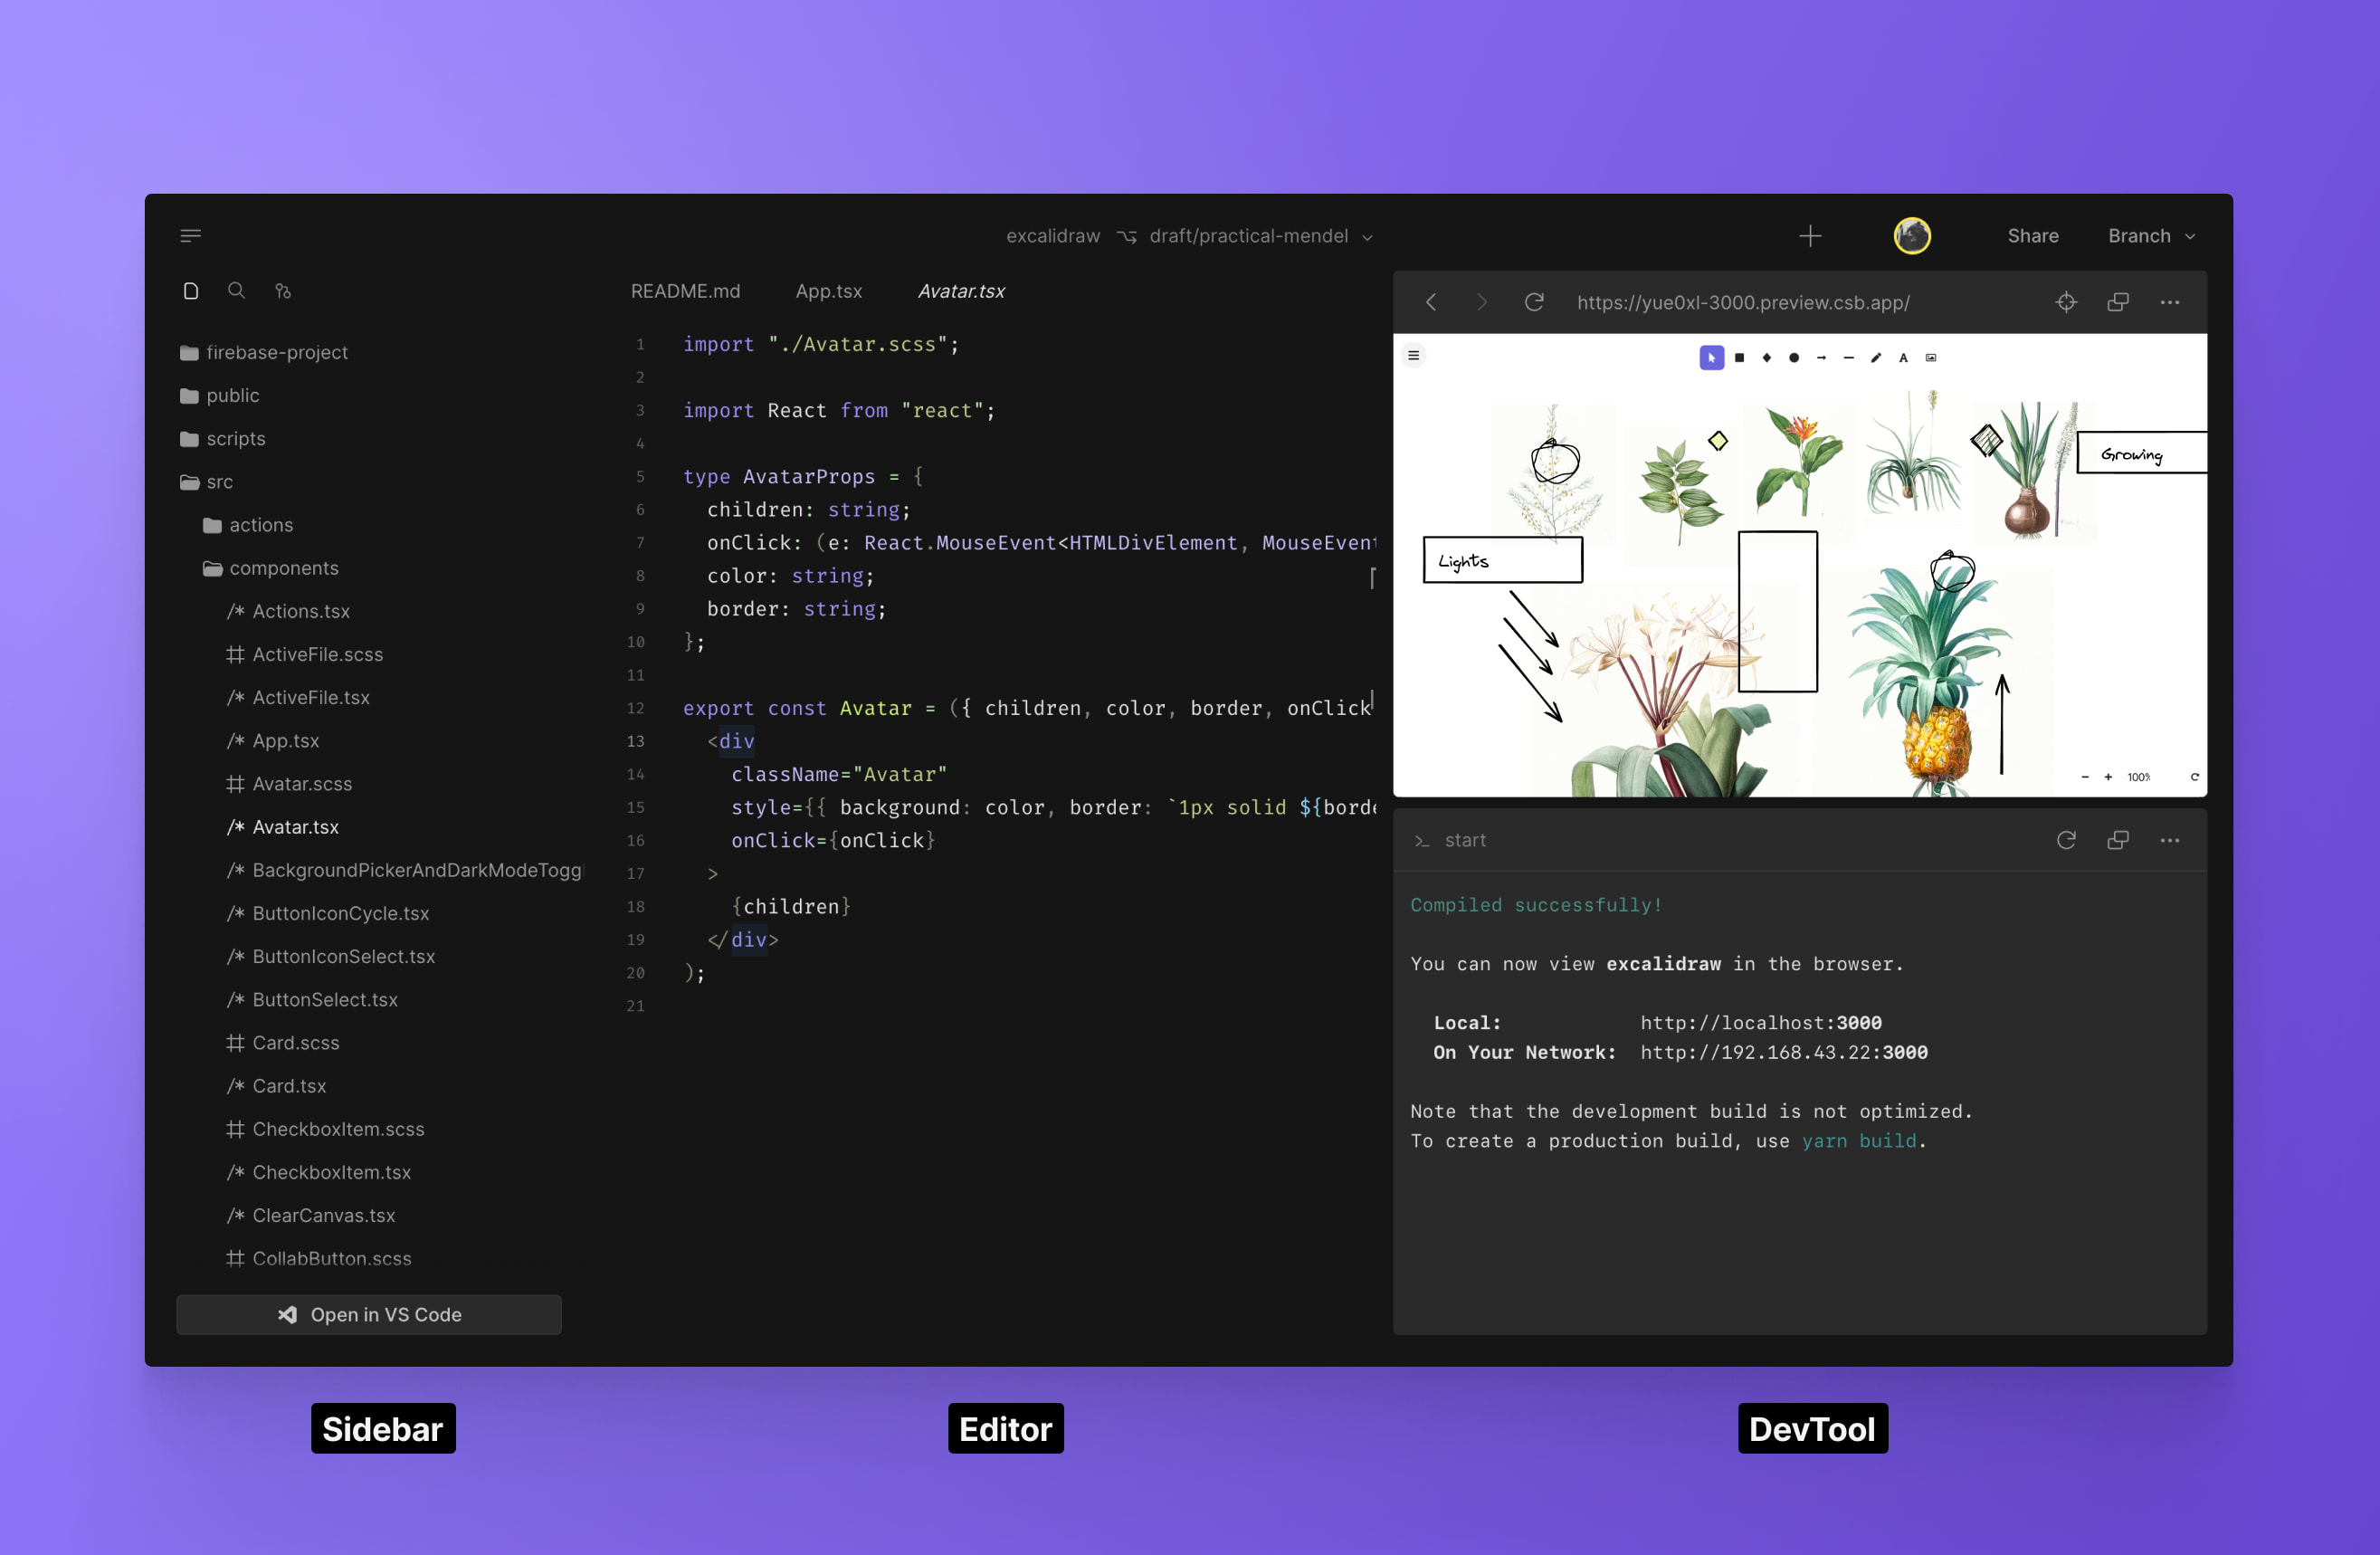 excalidraw draft/practical-mendel
Share
Branch
firebase-project
public
scripts
src
actions
components
/* Actions.tsx
ActiveFile.scss
/* ActiveFile.tsx
/* App.tsx
Avatar.scss
/* Avatar.tsx
/* BackgroundPickerAndDarkModeTogg
/* ButtonIconCycle.tsx
/* ButtonIconSelect.tsx
/* ButtonSelect.tsx
Card.scss
/* Card.tsx
CheckboxItem.scss
/* CheckboxItem.tsx
/* ClearCanvas.tsx
CollabButton.scss
Open in VS Code
README.md App.tsx Avatar.tsx
1 import "./Avatar.scss";
2
3 import React from "react";
4
5 type AvatarProps = {
6 children: string;
7 onClick: (e: React.MouseEvent<HTMLDivElement, MouseEvent
8 color: string;
9 border: string;
10 };
11
12 export const Avatar = ({ children, color, border, onClick
13 <div
14 className="Avatar"
15 style={{ background: color, border: `1px solid ${borde
16 onClick={onClick}
17 >
18 {children}
19 </div>
20 );
21
https://yue0xl-3000.preview.csb.app/
A
Growing
Lights
- + 100%
>_ start
Compiled successfully!
You can now view excalidraw in the browser.
Local: http://localhost:3000
On Your Network: http://192.168.43.22:3000
Note that the development build is not optimized.
To create a production build, use yarn build.
Sidebar
Editor
DevTool